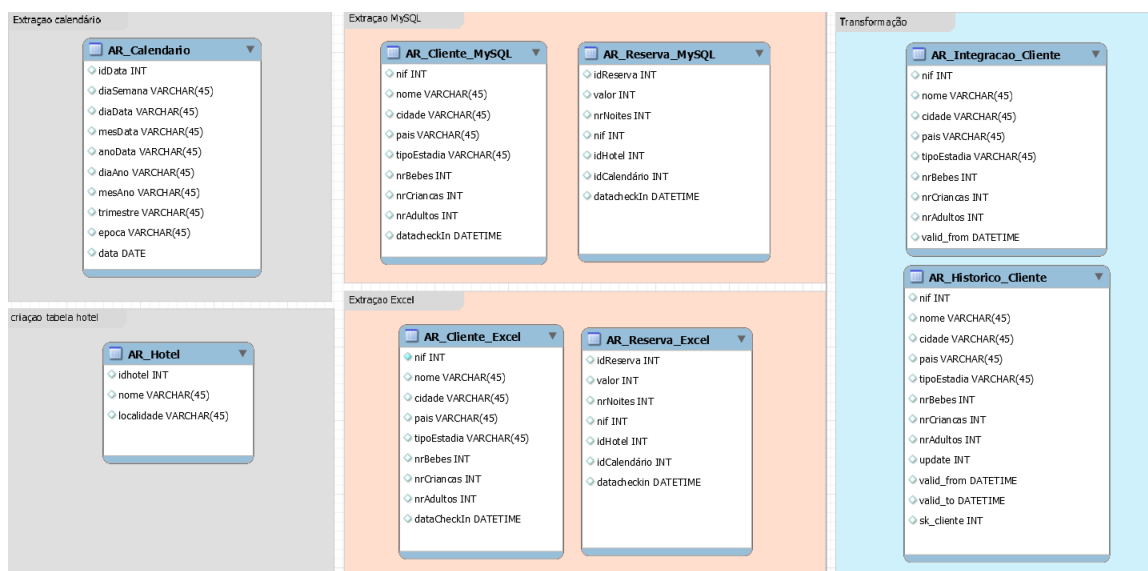 Extraçao calendário
AR_Calendario
idData INT
diaSemana VARCHAR(45)
diaData VARCHAR(45)
mesData VARCHAR(45)
anoData VARCHAR(45)
diaAno VARCHAR(45)
mesAno VARCHAR(45)
trimestre VARCHAR(45)
epoca VARCHAR(45)
data DATE
criaçao tabela hotel
AR_Hotel
idhotel INT
nome VARCHAR(45)
localidade VARCHAR(45)
Extraçao MySQL
AR_Cliente_MySQL
nif INT
nome VARCHAR(45)
cidade VARCHAR(45)
pais VARCHAR(45)
tipoEstadia VARCHAR(45)
nrBebes INT
nrCriancas INT
nrAdultos INT
datacheckIn DATETIME
AR_Reserva_MySQL
idReserva INT
valor INT
nrNoites INT
nif INT
idHotel INT
idCalendário INT
datacheckIn DATETIME
Extraçao Excel
AR_Cliente_Excel
nif INT
nome VARCHAR(45)
cidade VARCHAR(45)
pais VARCHAR(45)
tipoEstadia VARCHAR(45)
nrBebes INT
nrCriancas INT
nrAdultos INT
dataCheckIn DATETIME
AR_Reserva_Excel
idReserva INT
valor INT
nrNoites INT
nif INT
idHotel INT
idCalendário INT
datacheckin DATETIME
Transformação
AR_Integracao_Cliente
nif INT
nome VARCHAR(45)
cidade VARCHAR(45)
pais VARCHAR(45)
tipoEstadia VARCHAR(45)
nrBebes INT
nrCriancas INT
nrAdultos INT
valid_from DATETIME
AR_Historico_Cliente
nif INT
nome VARCHAR(45)
cidade VARCHAR(45)
pais VARCHAR(45)
tipoEstadia VARCHAR(45)
nrBebes INT
nrCriancas INT
nrAdultos INT
update INT
valid_from DATETIME
valid_to DATETIME
sk_cliente INT